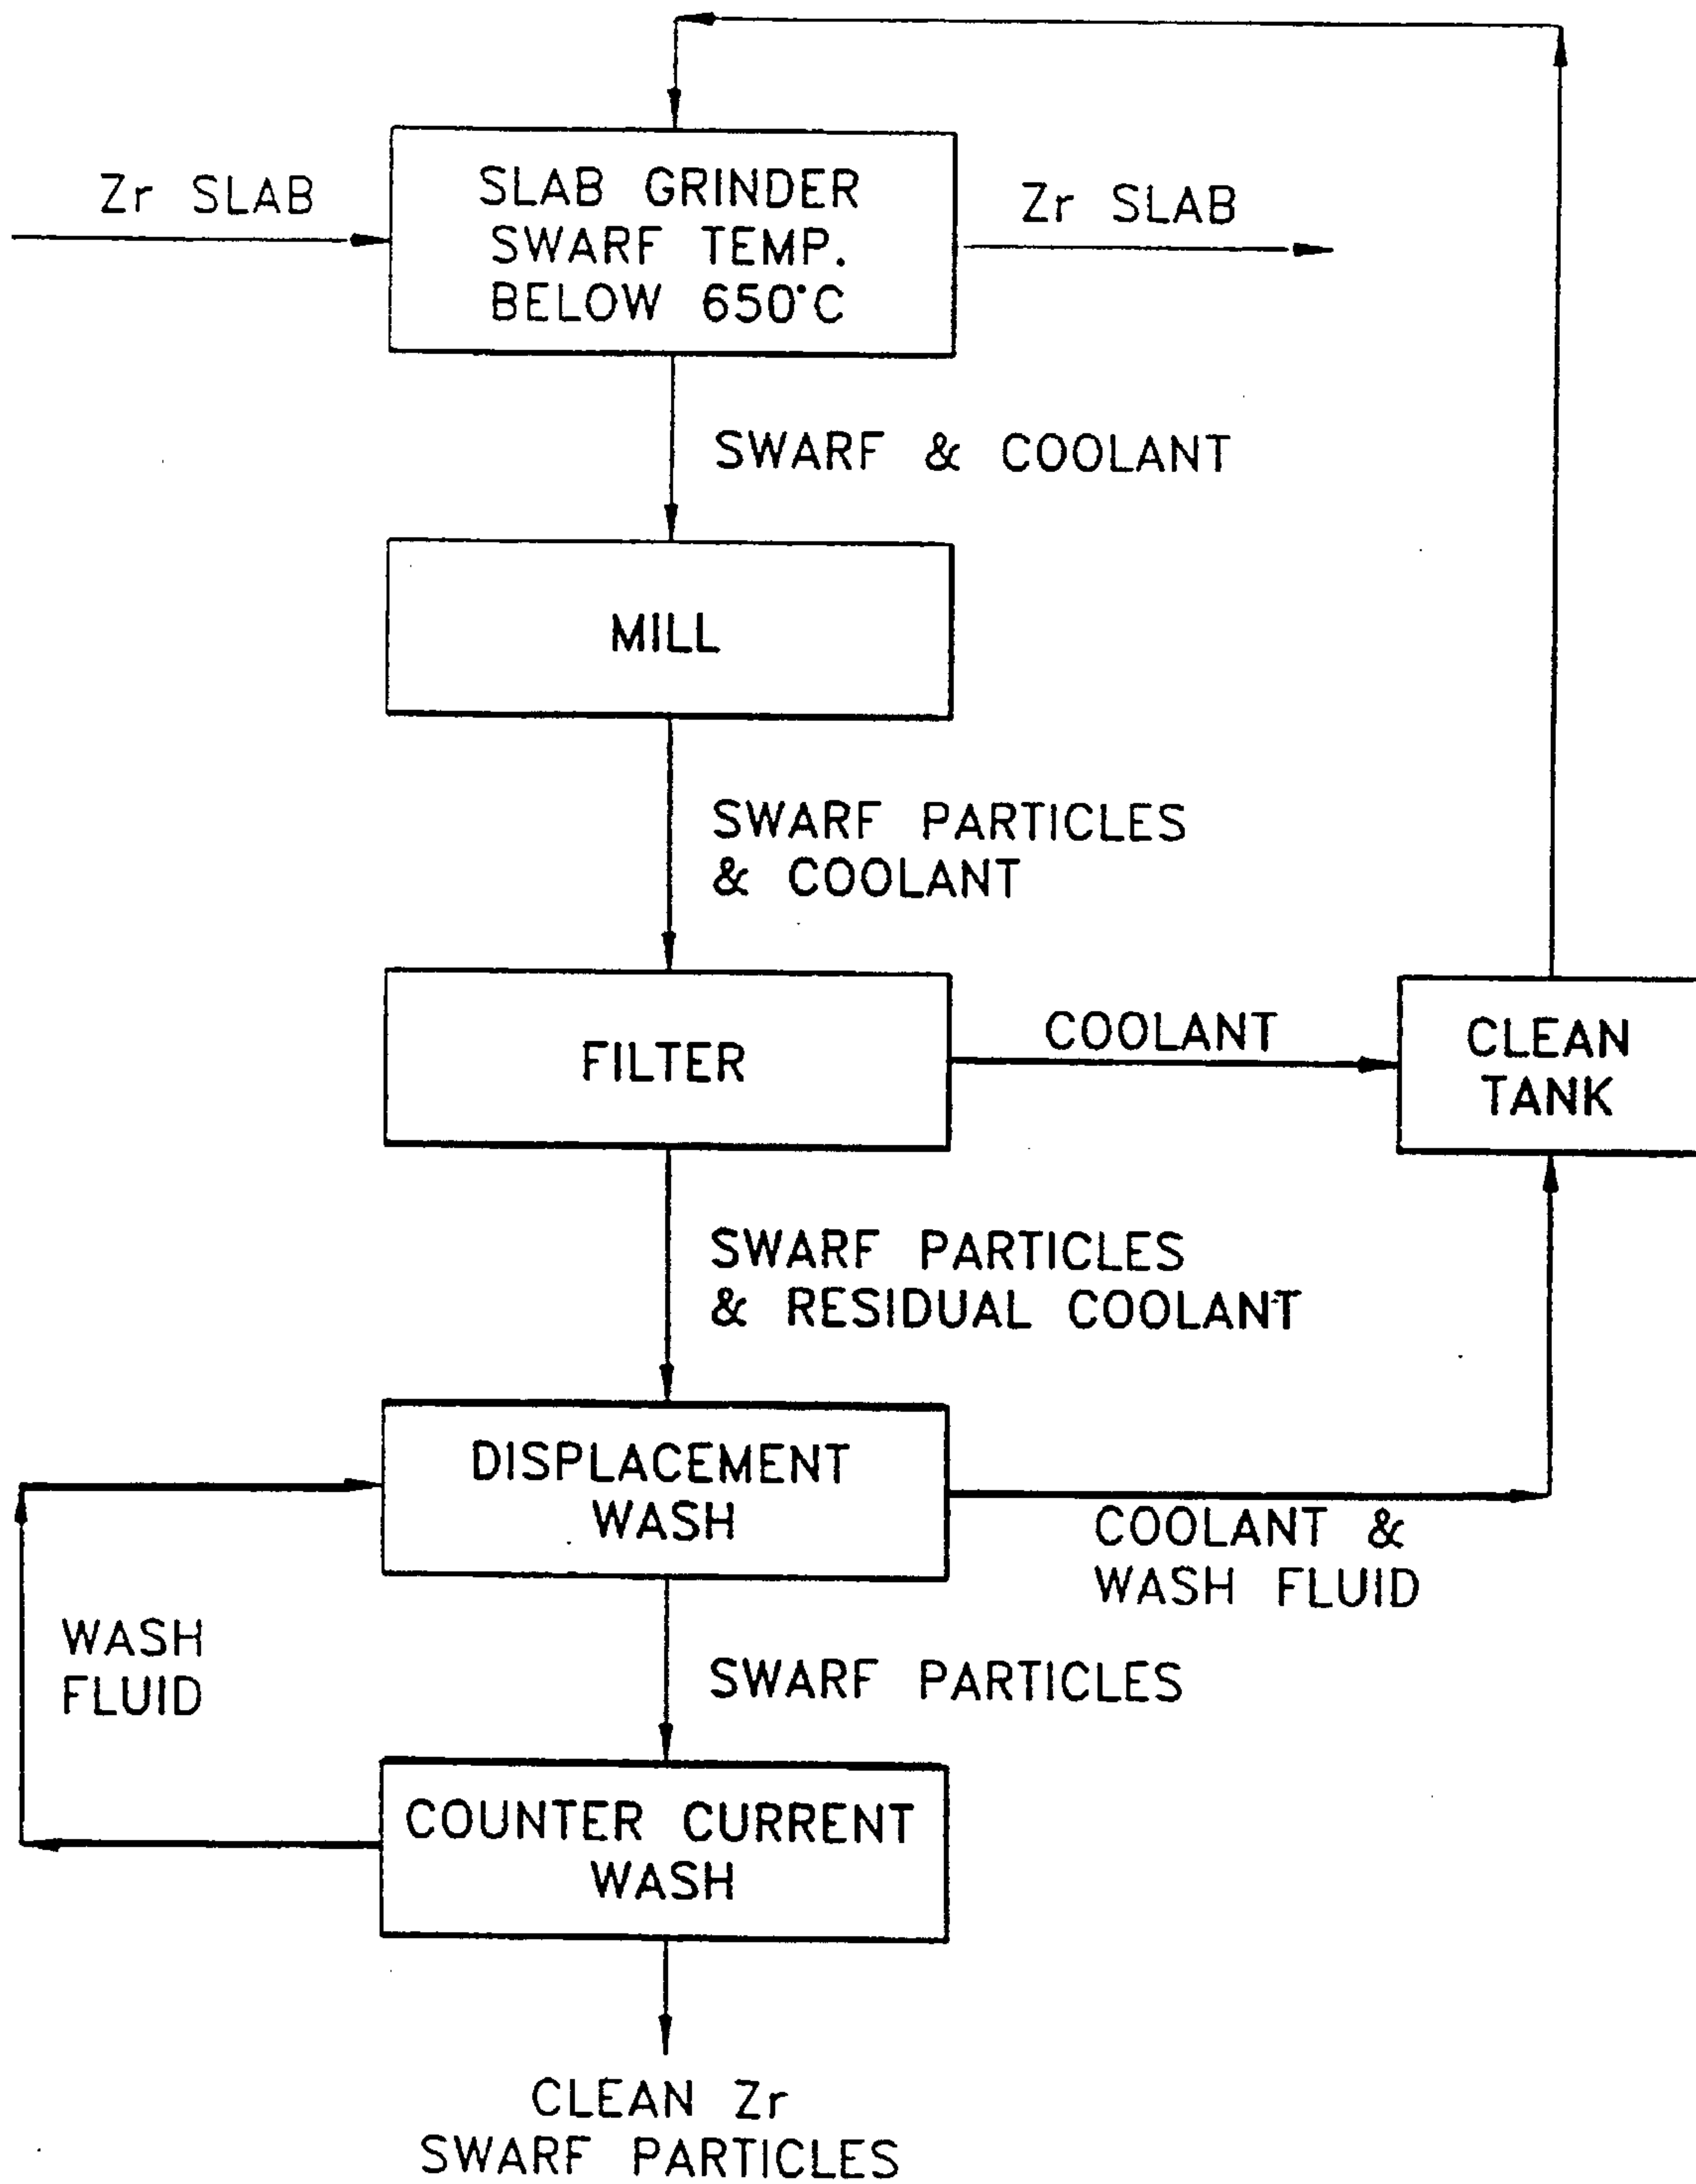 Zr SLAB
SLAB GRINDER
SWARF TEMP.
BELOW 650°C
Zr SLAB
SWARF & COOLANT
MILL
SWARF PARTICLES
& COOLANT
FILTER
COOLANT
CLEAN
TANK
SWARF PARTICLES
& RESIDUAL COOLANT
DISPLACEMENT
WASH
COOLANT &
WASH FLUID
WASH
FLUID
SWARF PARTICLES
COUNTER CURRENT
WASH
CLEAN Zr
SWARF PARTICLES